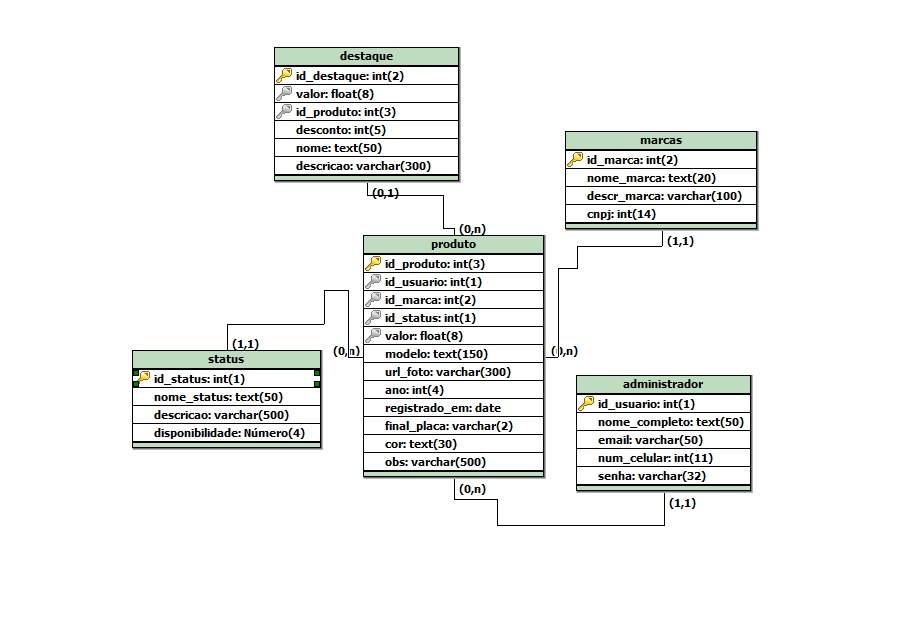 destaque
id_destaque: int(2)
valor: float(8)
id_produto: int(3)
desconto: int(5)
nome: text(50)
descricao: varchar(300)
(0,1)
(0,n)
marcas
id_marca: int(2)
nome_marca: text(20)
descr_marca: varchar(100)
cnpj: int(14)
(1,1)
produto
id_produto: int(3)
id_usuario: int(1)
id_marca: int(2)
id_status: int(1)
valor: float(8)
modelo: text(150)
url_foto: varchar(300)
ano: int(4)
registrado_em: date
final_placa: varchar(2)
cor: text(30)
obs: varchar(500)
(1,1)
(0,n)
(0,n)
status
id_status: int(1)
nome_status: text(50)
descricao: varchar(500)
disponibilidade: Número(4)
administrador
id_usuario: int(1)
nome_completo: text(50)
email: varchar(50)
num_celular: int(11)
senha: varchar(32)
(0,n)
(1,1)